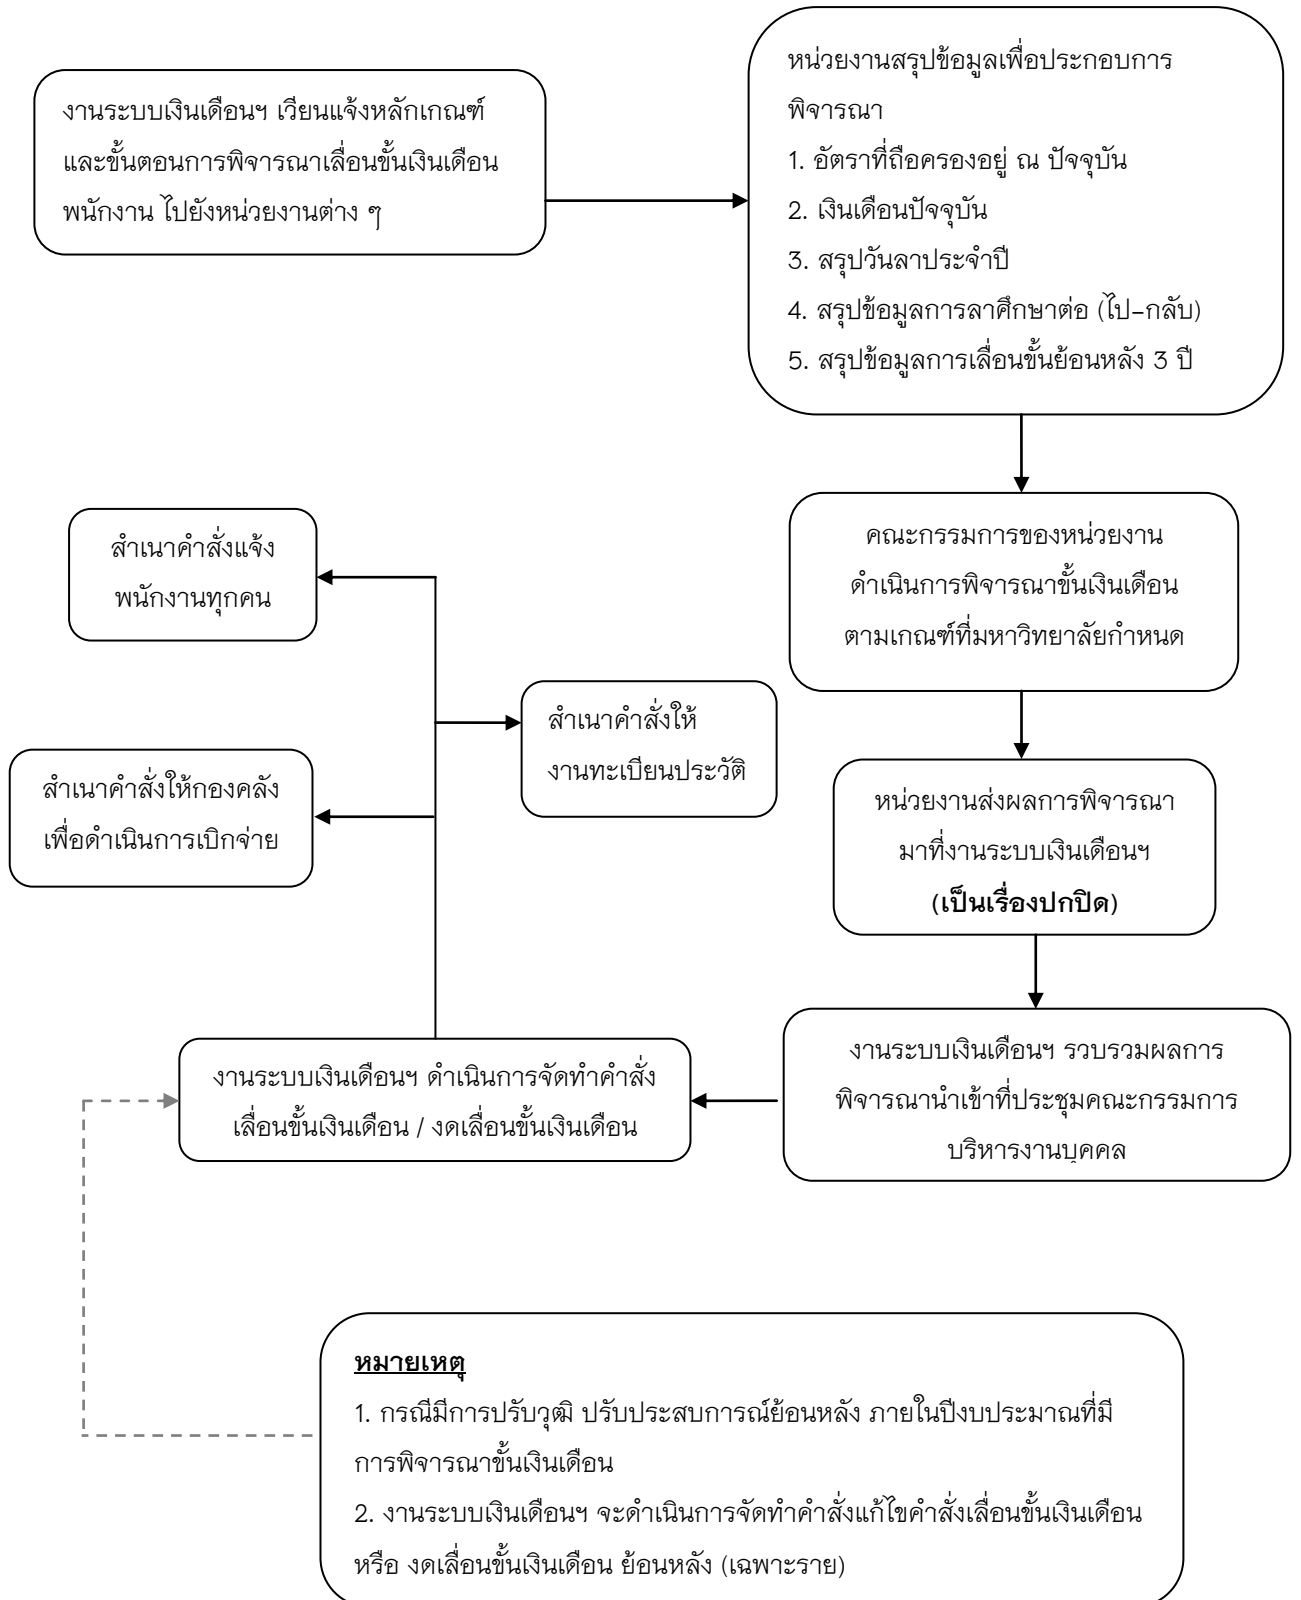 งานระบบเงินเดือนฯ เวียนแจ้งหลักเกณฑ์
และขั้นตอนการพิจารณาเลื่อนขั้นเงินเดือน
พนักงาน ไปยังหน่วยงานต่าง ๆ
หน่วยงานสรุปข้อมูลเพื่อประกอบการ
พิจารณา
1. อัตราที่ถือครองอยู่ ณ ปัจจุบัน
2. เงินเดือนปัจจุบัน
3. สรุปวันลาประจำปี
4. สรุปข้อมูลการลาศึกษาต่อ (ไป-กลับ)
5. สรุปข้อมูลการเลื่อนขั้นย้อนหลัง 3 ปี
คณะกรรมการของหน่วยงาน
ดำเนินการพิจารณาขั้นเงินเดือน
ตามเกณฑ์ที่มหาวิทยาลัยกำหนด
หน่วยงานส่งผลการพิจารณา
มาที่งานระบบเงินเดือนฯ
(เป็นเรื่องปกปิด)
งานระบบเงินเดือนฯ รวบรวมผลการ
พิจารณานำเข้าที่ประชุมคณะกรรมการ
บริหารงานบุคคล
งานระบบเงินเดือนฯ ดำเนินการจัดทำคำสั่ง
เลื่อนขั้นเงินเดือน / งดเลื่อนขั้นเงินเดือน
สำเนาคำสั่งแจ้ง
พนักงานทุกคน
สำเนาคำสั่งให้
งานทะเบียนประวัติ
สำเนาคำสั่งให้กองคลัง
เพื่อดำเนินการเบิกจ่าย
หมายเหตุ
1. กรณีมีการปรับวุฒิ ปรับประสบการณ์ย้อนหลัง ภายในปีงบประมาณที่มี
การพิจารณาขั้นเงินเดือน
2. งานระบบเงินเดือนฯ จะดำเนินการจัดทำคำสั่งแก้ไขคำสั่งเลื่อนขั้นเงินเดือน
หรือ งดเลื่อนขั้นเงินเดือน ย้อนหลัง (เฉพาะราย)